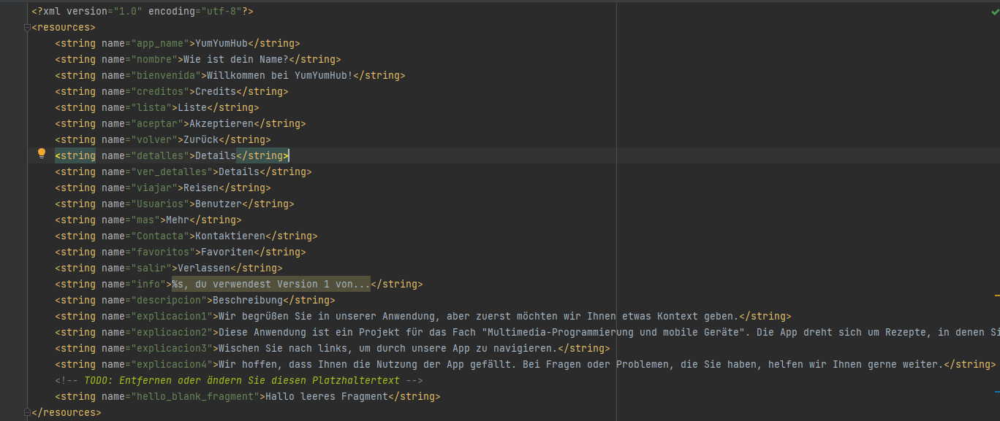 <?xml version="1.0" encoding="utf-8"?>
<resources>
<string name="app_name">YumYumHub</string>
<string name="nombre">Wie ist dein Name?</string>
<string name="bienvenida">Willkommen bei YumYumHub!</string>
<string name="creditos">Credits</string>
<string name="lista">Liste</string>
<string name="aceptar">Akzeptieren</string>
<string name="volver">Zurück</string>
<string name="detalles">Details</string>
<string name="ver_detalles">Details</string>
<string name="viajar">Reisen</string>
<string name="Usuarios">Benutzer</string>
<string name="mas">Mehr</string>
<string name="Contacta">Kontaktieren</string>
<string name="favoritos">Favoriten</string>
<string name="salir">Verlassen</string>
<string name="info">%s, du verwendest Version 1 von...</string>
<string name="descripcion">Beschreibung</string>
<string name="explicacion1">Wir begrüßen Sie in unserer Anwendung, aber zuerst möchten wir Ihnen etwas Kontext geben.</string>
<string name="explicacion2">Diese Anwendung ist ein Projekt für das Fach "Multimedia-Programmierung und mobile Geräte". Die App dreht sich um Rezepte, in denen Si
<string name="explicacion3">Wischen Sie nach links, um durch unsere App zu navigieren.</string>
<string name="explicacion4">Wir hoffen, dass Ihnen die Nutzung der App gefällt. Bei Fragen oder Problemen, die Sie haben, helfen wir Ihnen gerne weiter.</string>
<!-- TODO: Entfernen oder ändern Sie diesen Platzhaltertext -->
<string name="hello_blank_fragment">Hallo leeres Fragment</string>
</resources>